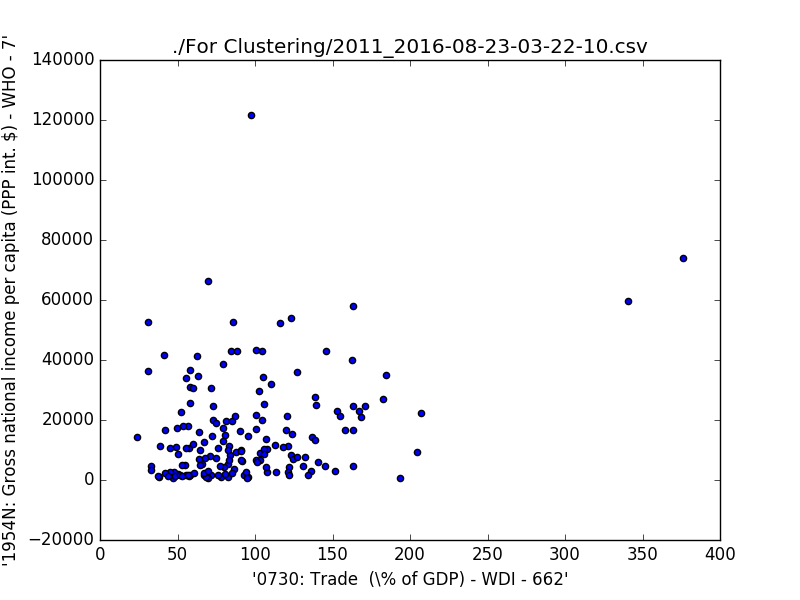 ./For Clustering/2011_2016-08-23-03-22-10.csv
'1954N: Gross national income per capita (PPP int. $) - WHO - 7'
140000
120000
100000
80000
60000
40000
20000
0
−20000
0 50 100 150 200 250 300 350 400
'0730: Trade  (\% of GDP) - WDI - 662'